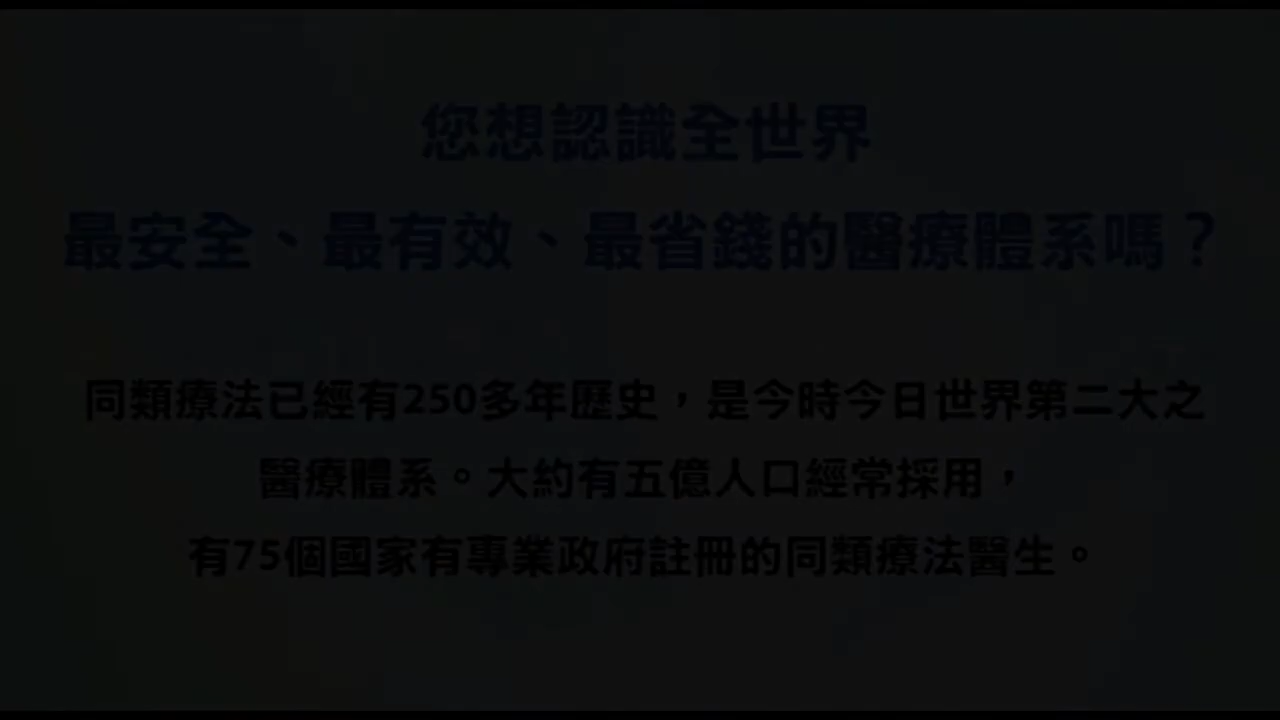 您想認識全世界
最安全、最有效、最省錢的醫療體系嗎？
同類療法已經有250多年歷史，是今時今日世界第二大之
醫療體系。大約有五億人口經常採用，
有75個國家有專業政府註冊的同類療法醫生。